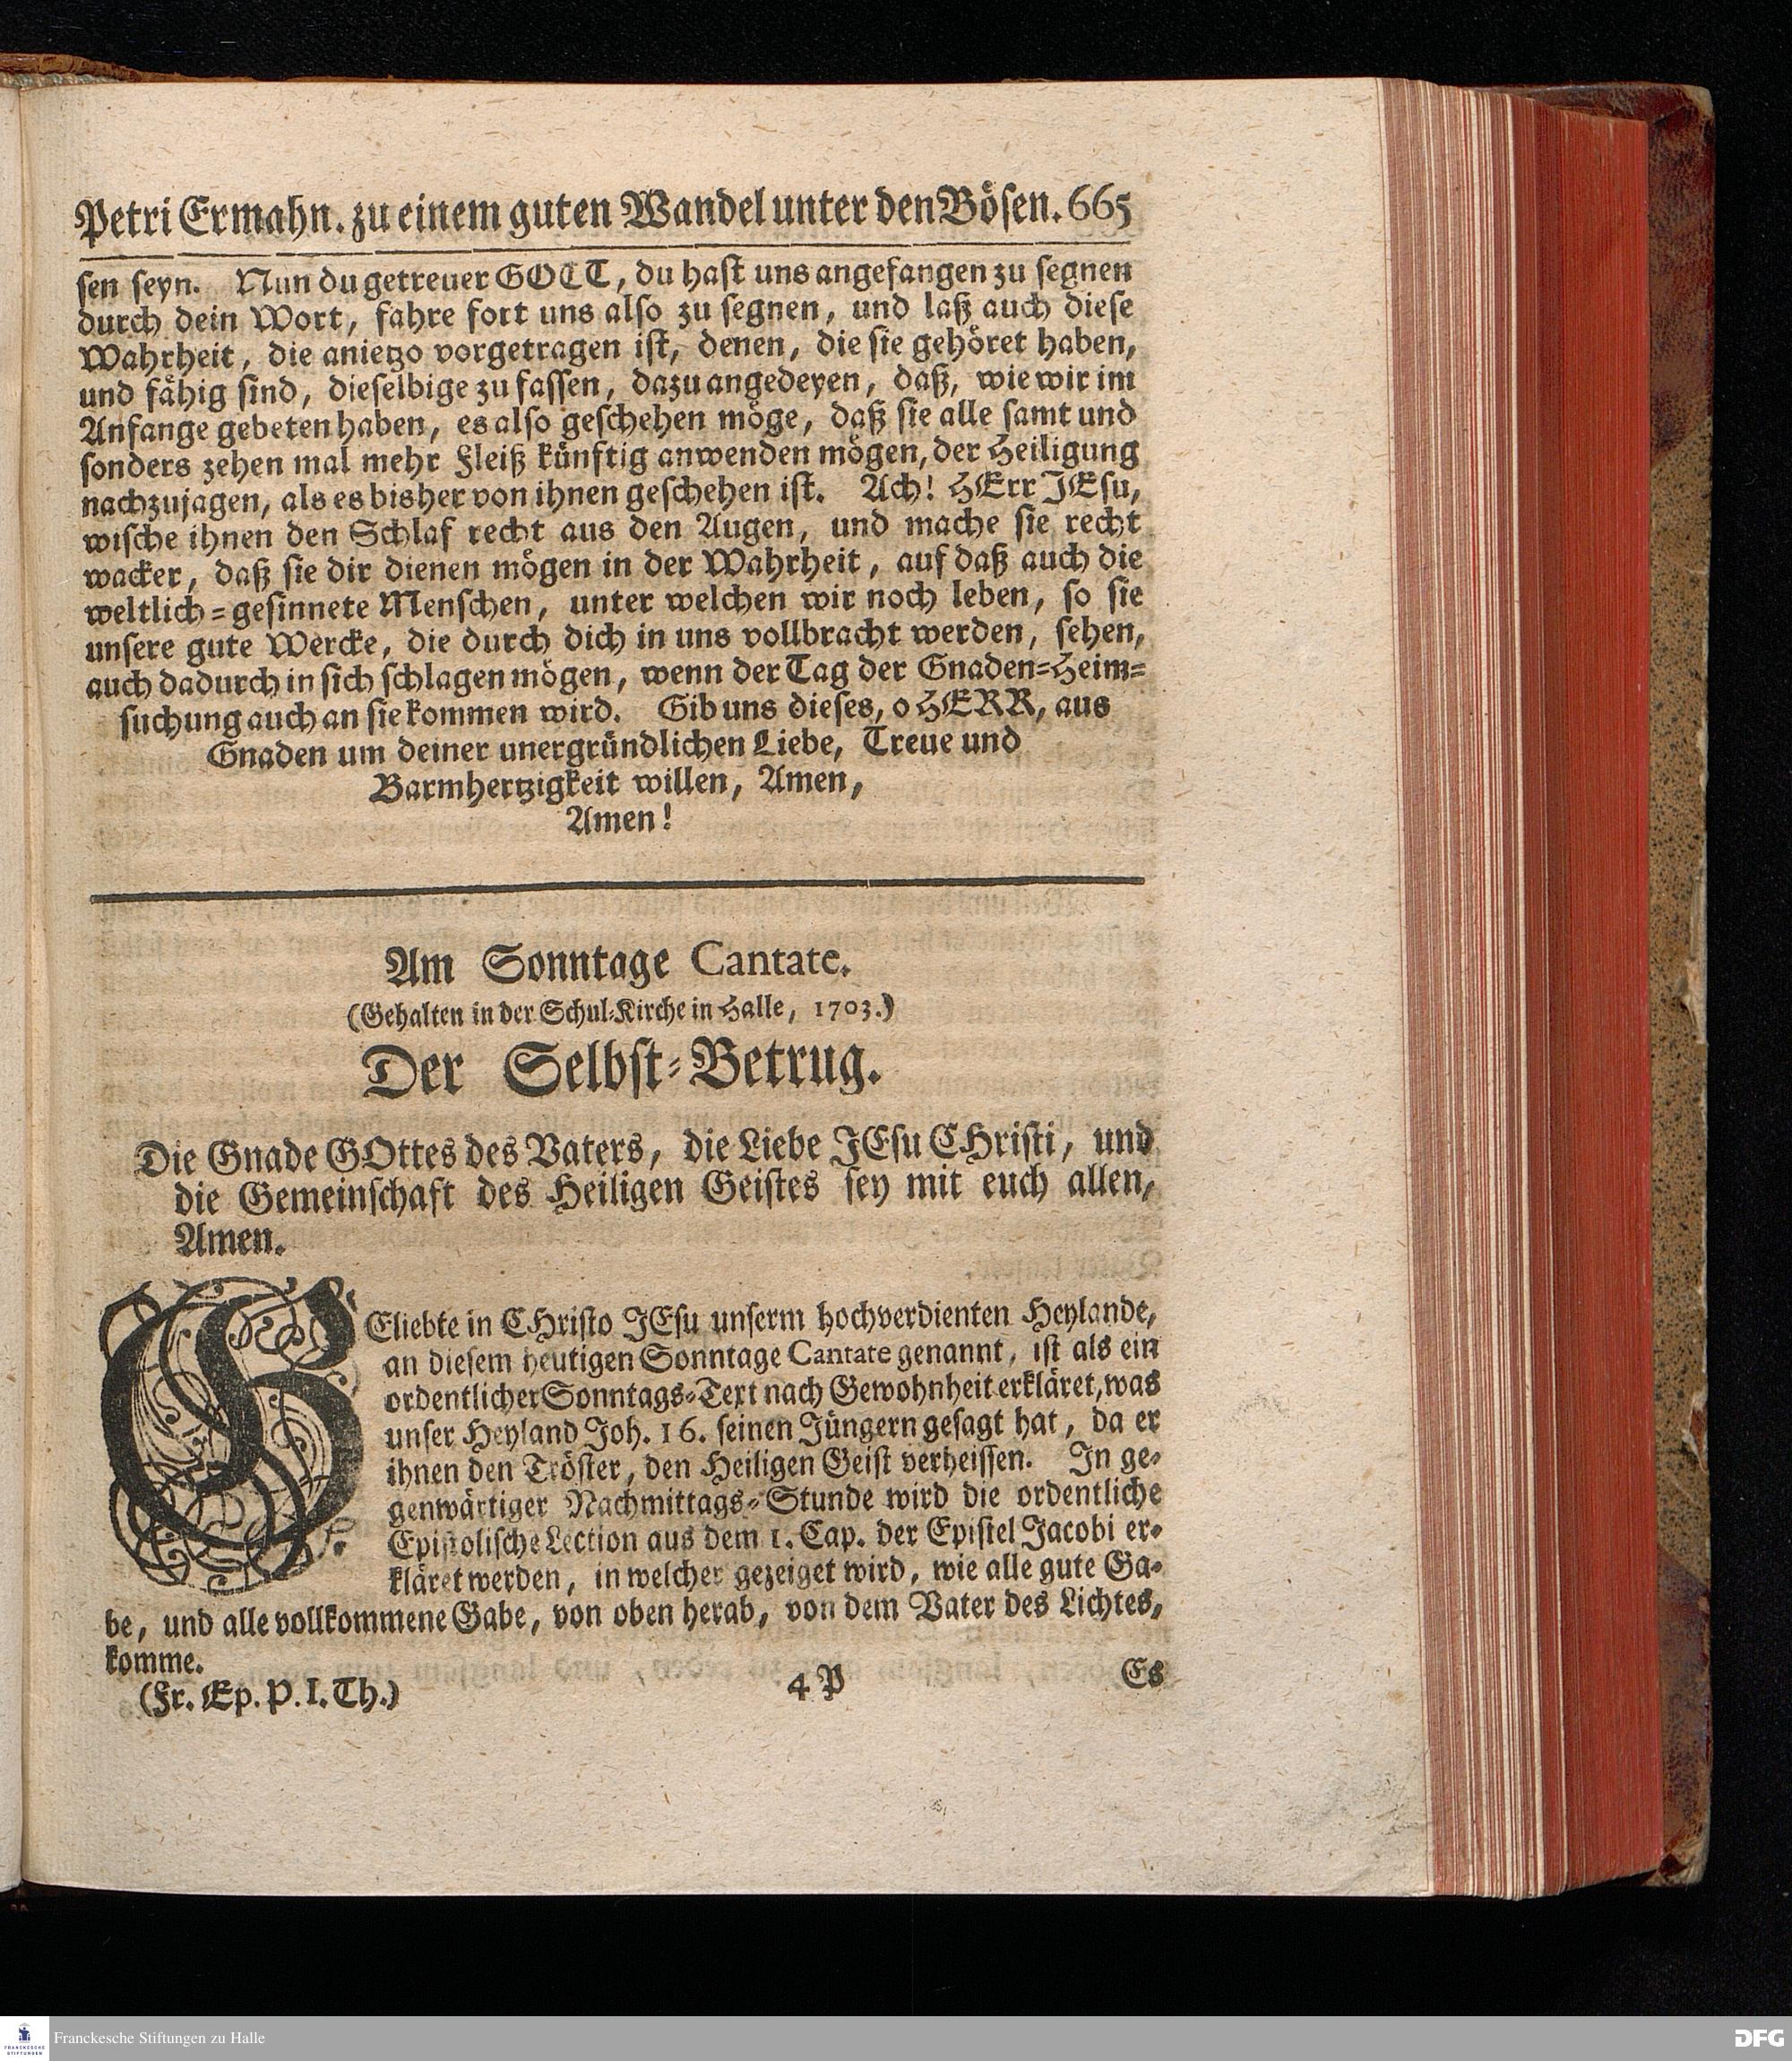 Petri Ermahn. zu einem guten Wandel unter den Bösen. 665
sen seyn. Nun du getreuer GOTT, du hast uns angefangen zu segnen
durch dein Wort, fahre fort uns also zu segnen, und laß auch diese
Wahrheit, die anietzo vorgetragen ist, denen, die sie gehöret haben,
und fähig sind, dieselbige zu fassen, dazu angedeyen, daß, wie wir im
Anfange gebeten haben, es also geschehen möge, daß sie alle samt und
sonders zehen mal mehr Fleiß künftig anwenden mögen, der Heiligung
nachzujagen, als es bisher von ihnen geschehen ist. Ach! HErr JEsu,
wische ihnen den Schlaf recht aus den Augen, und mache sie recht
wacker, daß sie dir dienen mögen in der Wahrheit, auf daß auch die
weltlich-gesinnete Menschen, unter welchen wir noch leben, so sie
unsere gute Wercke, die durch dich in uns vollbracht werden, sehen,
auch dadurch in sich schlagen mögen, wenn der Tag der Gnaden-Heim-
suchung auch an sie kommen wird. Gib uns dieses, o HERR, aus
Gnaden um deiner unergründlichen Liebe, Treue und
Barmhertzigkeit willen, Amen,
Amen!
Am Sonntage Cantate.
(Gehalten in der Schul-Kirche in Halle, 1703.)
Der Selbst-Betrug.
Die Gnade GOttes des Vaters, die Liebe JEsu CHristi, und
die Gemeinschaft des Heiligen Geistes sey mit euch allen,
Amen.
GEliebte in CHristo JEsu unserm hochverdienten Heylande,
an diesem heutigen Sonntage Cantate genannt, ist als ein
ordentlicher Sonntags-Text nach Gewohnheit erkläret, was
unser Heyland Joh. 16. seinen Jüngern gesagt hat, da er
ihnen den Tröster, den Heiligen Geist verheissen. In ge-
genwärtiger Nachmittags-Stunde wird die ordentliche
Epistolische Lection aus dem 1. Cap. der Epistel Jacobi er-
kläret werden, in welcher gezeiget wird, wie alle gute Ga-
be, und alle vollkommene Gabe, von oben herab, von dem Vater des Lichtes,
komme.
(Fr. Ep. P. I. Th.) 4 P Es
Franckesche Stiftungen zu Halle
DFG